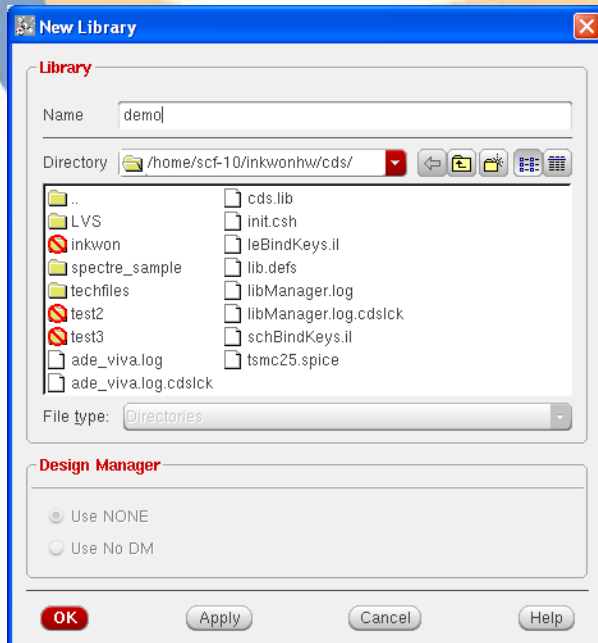 New Library
Library
Name demo
Directory /home/scf-10/inkwonhw/cds/
..
LVS
inkwon
spectre_sample
techfiles
test2
test3
ade_viva.log
ade_viva.log.cdslck
cds.lib
init.csh
leBindKeys.il
lib.defs
libManager.log
libManager.log.cdslck
schBindKeys.il
tsmc25.spice
File type: Directories
Design Manager
Use NONE
Use No DM
OK Apply Cancel Help